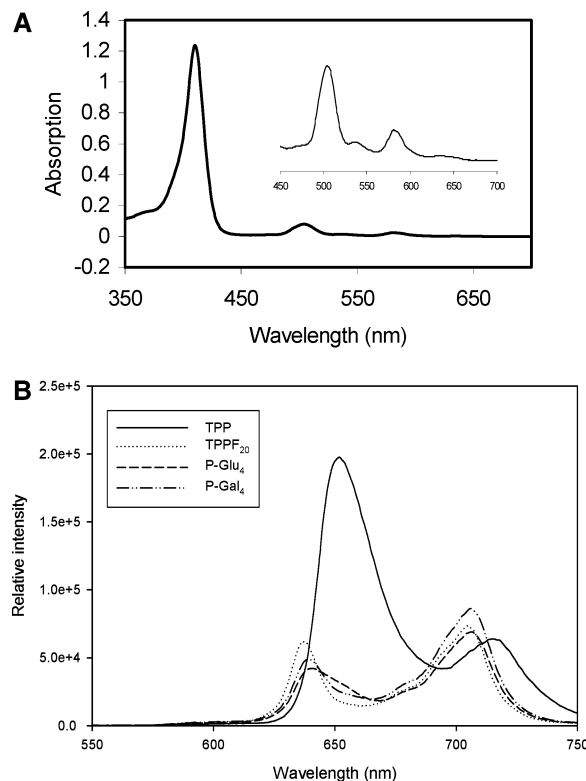 A
1.4
1.2
1
0.8
0.6
0.4
0.2
0
-0.2
Absorption
350 450 550 650
Wavelength (nm)
450 500 550 600 650 700
B
2.5e+5
2.0e+5
1.5e+5
1.0e+5
5.0e+4
0.0
Relative intensity
TPP
TPPF20
P-Glu4
P-Gal4
550 600 650 700 750
Wavelength (nm)